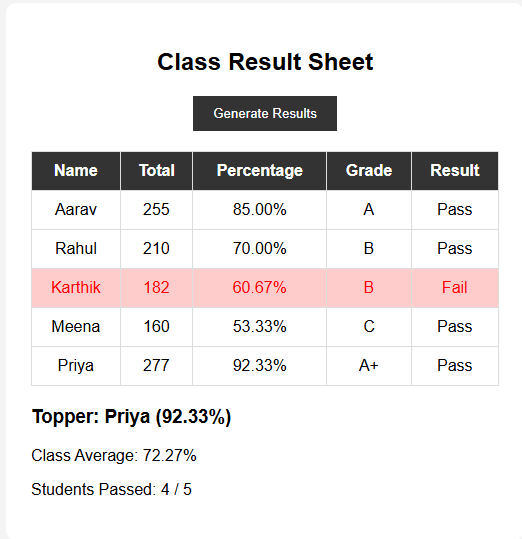 Class Result Sheet
Generate Results
Name Total Percentage Grade Result
Aarav 255 85.00% A Pass
Rahul 210 70.00% B Pass
Karthik 182 60.67% B Fail
Meena 160 53.33% C Pass
Priya 277 92.33% A+ Pass
Topper: Priya (92.33%)
Class Average: 72.27%
Students Passed: 4 / 5